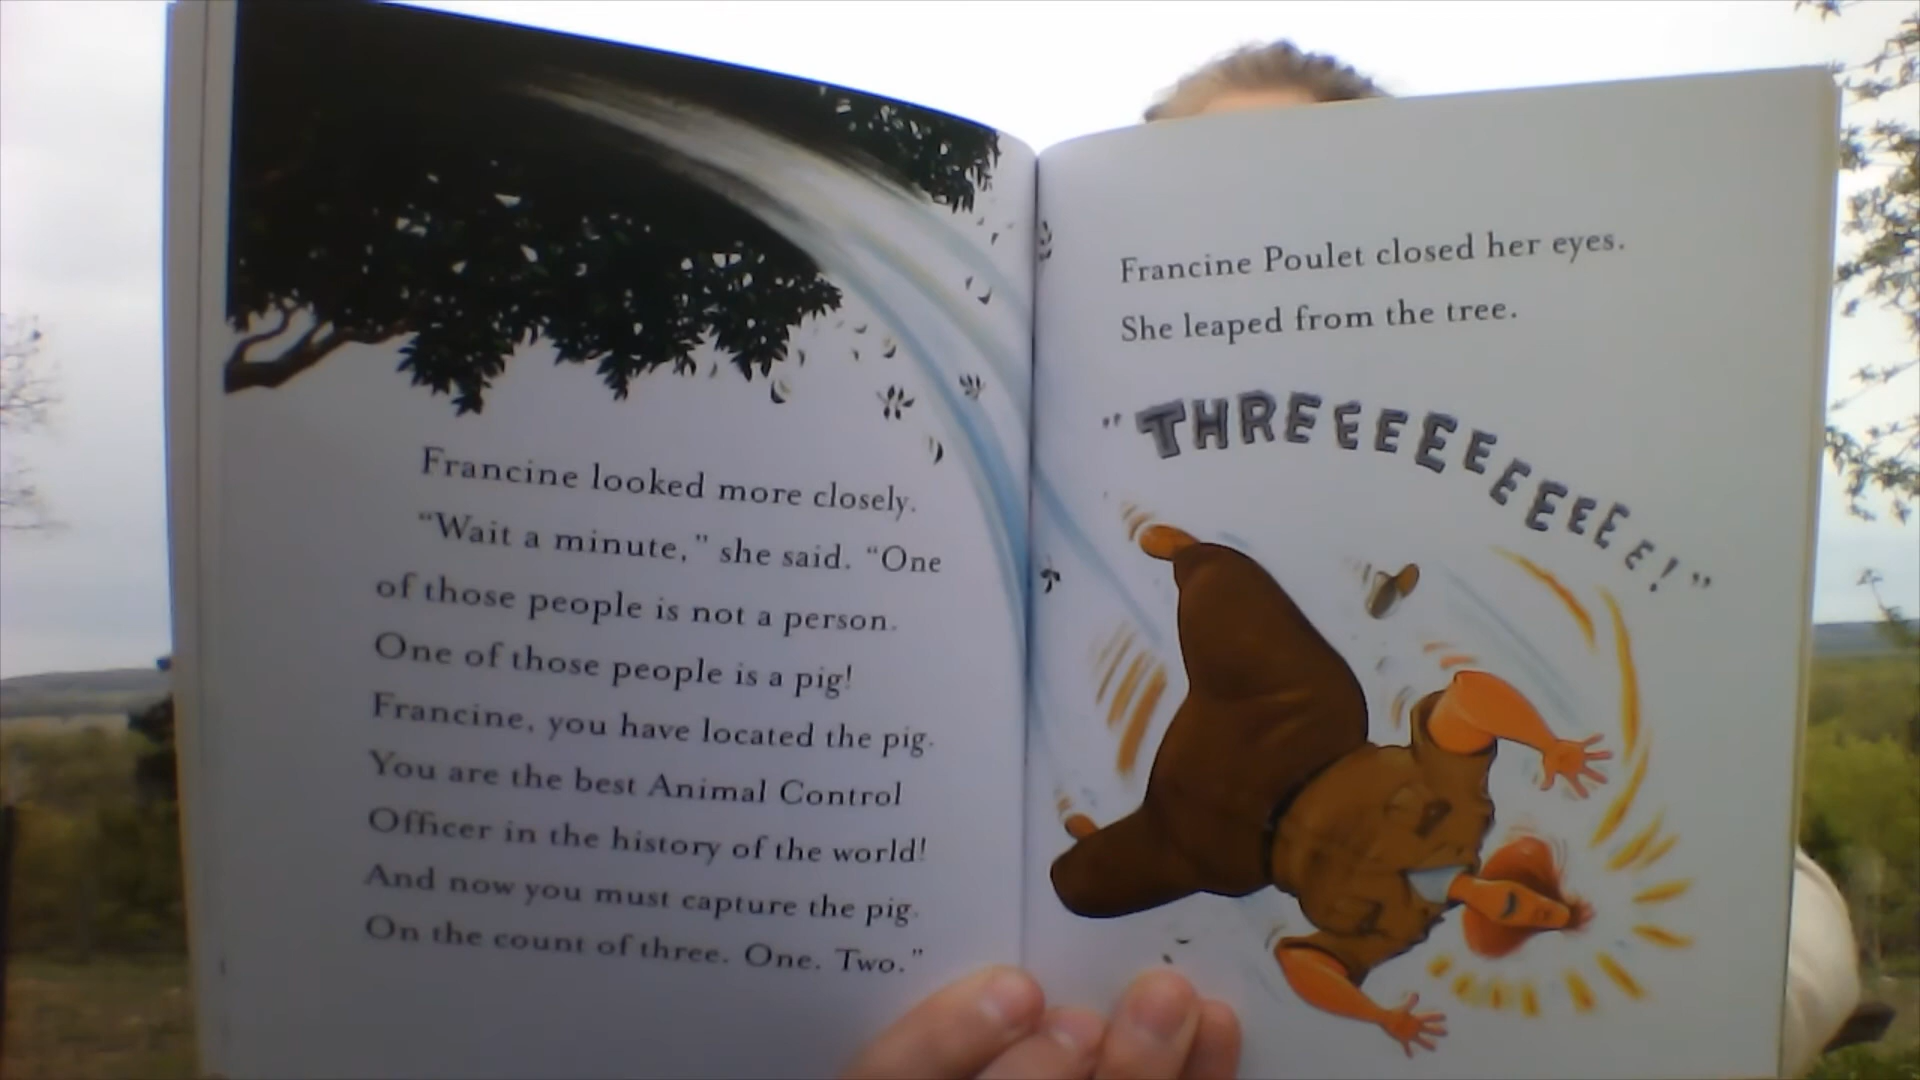 Francine looked more closely.
“Wait a minute,” she said. “One
of those people is not a person.
One of those people is a pig!
Francine, you have located the pig.
You are the best Animal Control
Officer in the history of the world!
And now you must capture the pig.
On the count of three. One. Two.”
Francine Poulet closed her eyes.
She leaped from the tree.
“THREEEEEEEEEEE!”